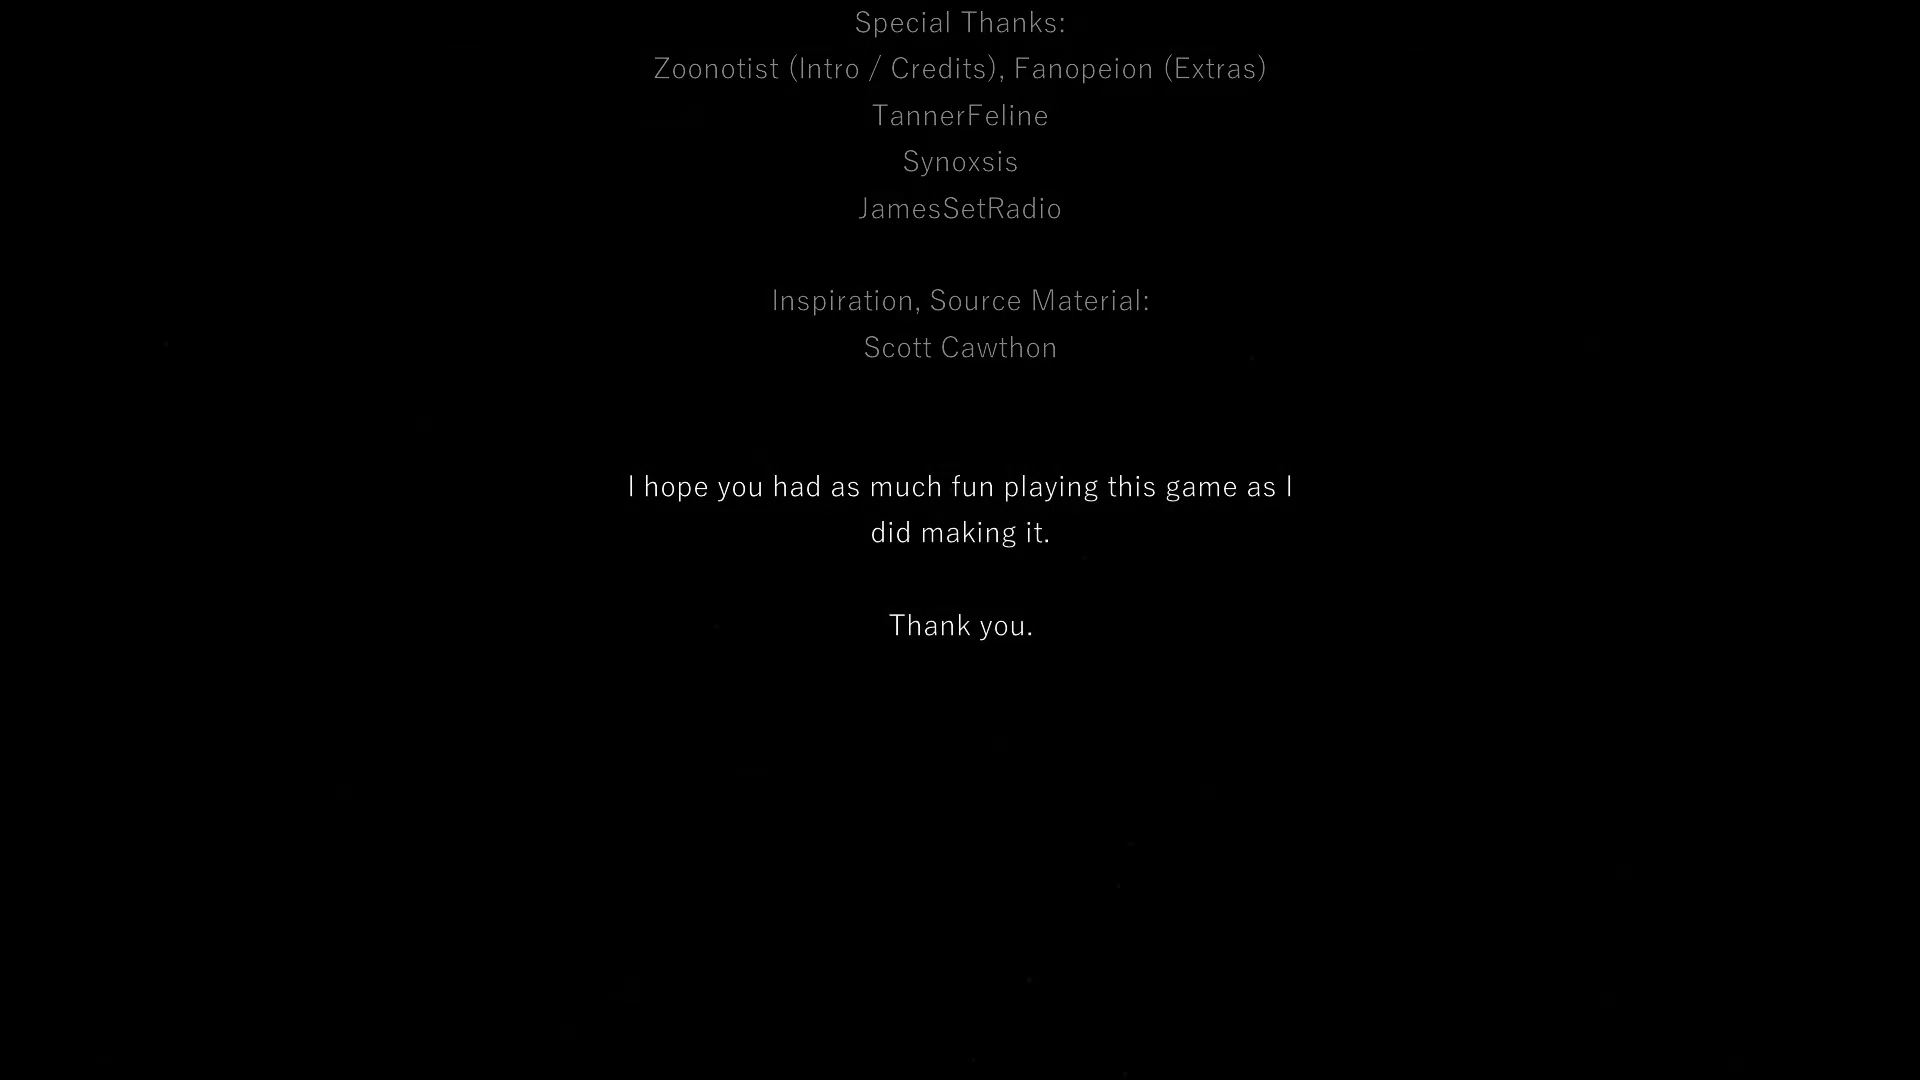 Special Thanks:
Zoonotist (Intro / Credits), Fanopeion (Extras)
TannerFeline
Synoxsis
JamesSetRadio
Inspiration, Source Material:
Scott Cawthon
I hope you had as much fun playing this game as I
did making it.
Thank you.